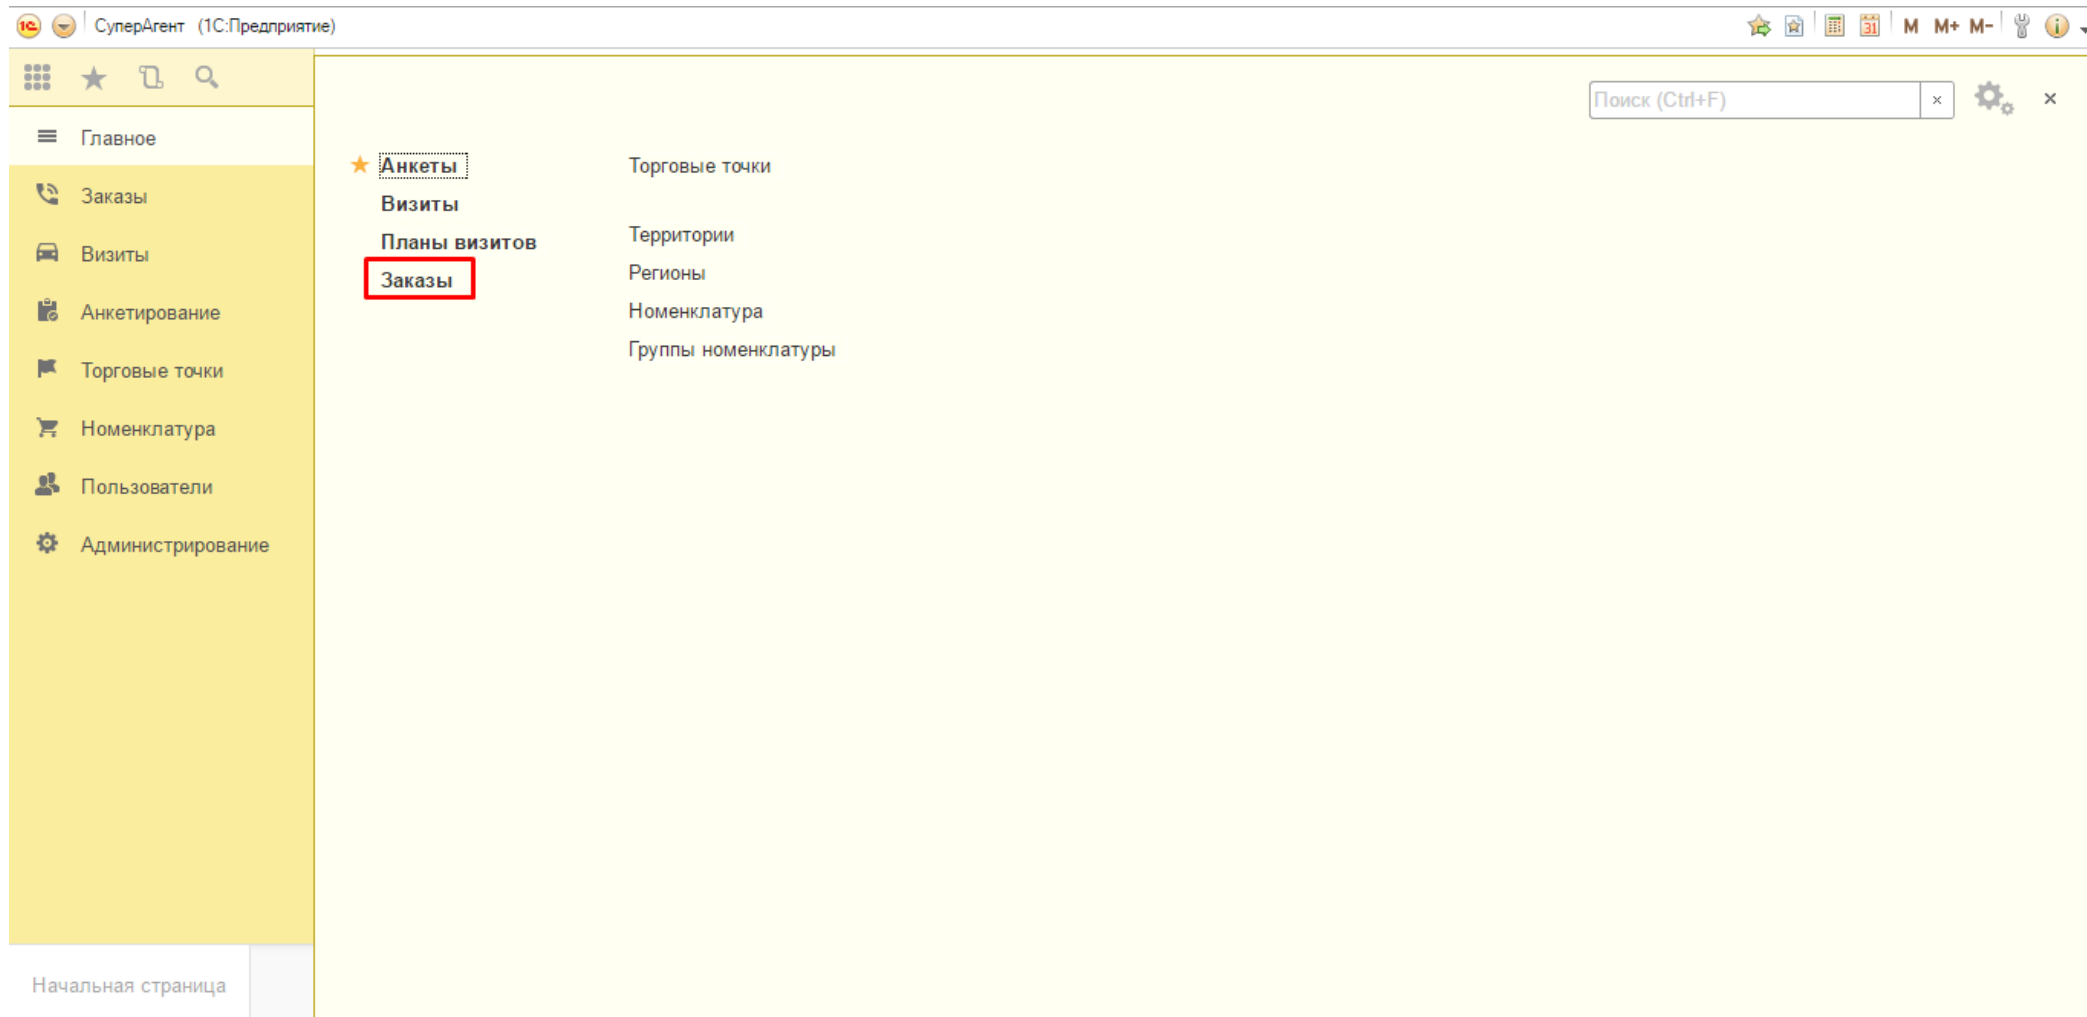 СуперАгент (1С:Предприятие)
31 M M+ M-
Поиск (Ctrl+F)
Главное
Заказы
Визиты
Анкетирование
Торговые точки
Номенклатура
Пользователи
Администрирование
Анкеты
Визиты
Планы визитов
Заказы
Торговые точки
Территории
Регионы
Номенклатура
Группы номенклатуры
Начальная страница